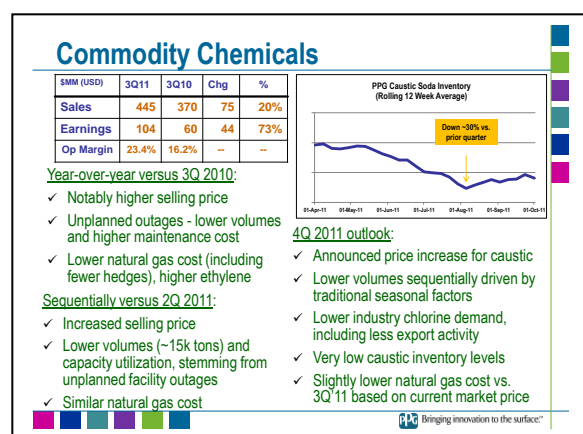 Commodity Chemicals
$MM (USD) 3Q11 3Q10 Chg %
Sales 445 370 75 20%
Earnings 104 60 44 73%
Op Margin 23.4% 16.2% -- --
Year-over-year versus 3Q 2010:
✓ Notably higher selling price
✓ Unplanned outages - lower volumes
and higher maintenance cost
✓ Lower natural gas cost (including
fewer hedges), higher ethylene
Sequentially versus 2Q 2011:
✓ Increased selling price
✓ Lower volumes (~15k tons) and
capacity utilization, stemming from
unplanned facility outages
✓ Similar natural gas cost
PPG Caustic Soda Inventory
(Rolling 12 Week Average)
Down ~30% vs.
prior quarter
01-Apr-11 01-May-11 01-Jun-11 01-Jul-11 01-Aug-11 01-Sep-11 01-Oct-11
4Q 2011 outlook:
✓ Announced price increase for caustic
✓ Lower volumes sequentially driven by
traditional seasonal factors
✓ Lower industry chlorine demand,
including less export activity
✓ Very low caustic inventory levels
✓ Slightly lower natural gas cost vs.
3Q'11 based on current market price
PPG Bringing innovation to the surface.™